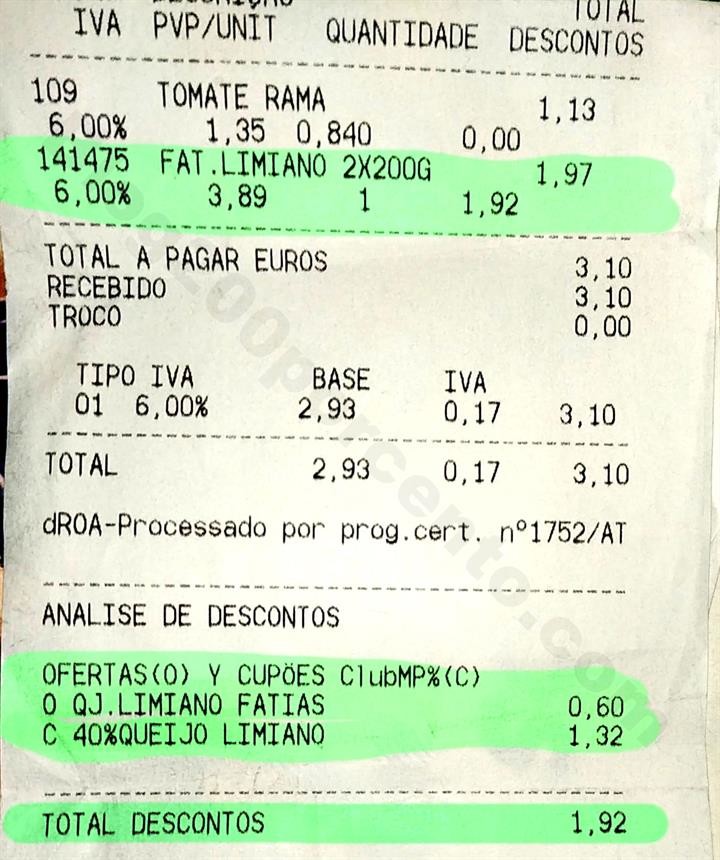 TOTAL
IVA PVP/UNIT QUANTIDADE DESCONTOS
109 TOMATE RAMA 1,13
6,00% 1,35 0,840 0,00
141475 FAT.LIMIANO 2X200G 1,97
6,00% 3,89 1 1,92
TOTAL A PAGAR EUROS 3,10
RECEBIDO 3,10
TROCO 0,00
TIPO IVA BASE IVA
01 6,00% 2,93 0,17 3,10
TOTAL 2,93 0,17 3,10
dROA-Processado por prog.cert. nº1752/AT
ANALISE DE DESCONTOS
OFERTAS(O) Y CUPÖES ClubMP%(C)
O QJ.LIMIANO FATIAS 0,60
C 40%QUEIJO LIMIANO 1,32
TOTAL DESCONTOS 1,92